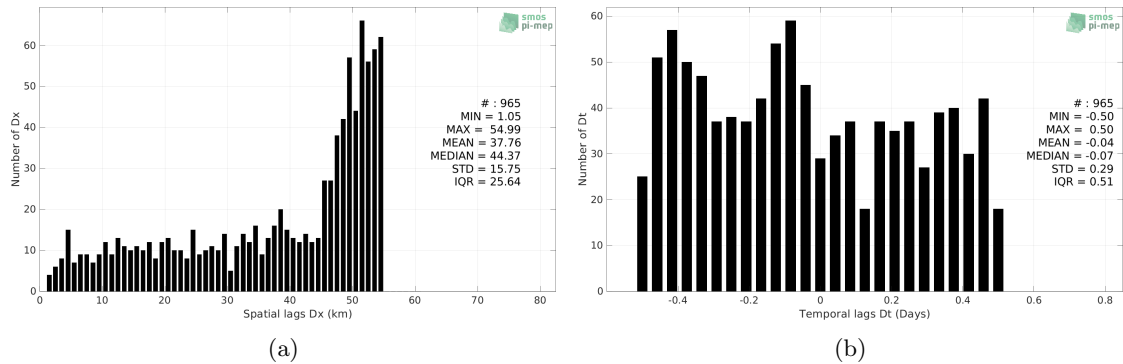 smos
pi-mep
60
50
40
30
20
10
0
Number of Dx
# : 965
MIN = 1.05
MAX = 54.99
MEAN = 37.76
MEDIAN = 44.37
STD = 15.75
IQR = 25.64
0 10 20 30 40 50 60 70 80
Spatial lags Dx (km)
(a)
smos
pi-mep
60
50
40
30
20
10
0
Number of Dt
# : 965
MIN = -0.50
MAX = 0.50
MEAN = -0.04
MEDIAN = -0.07
STD = 0.29
IQR = 0.51
-0.4 -0.2 0 0.2 0.4 0.6 0.8
Temporal lags Dt (Days)
(b)